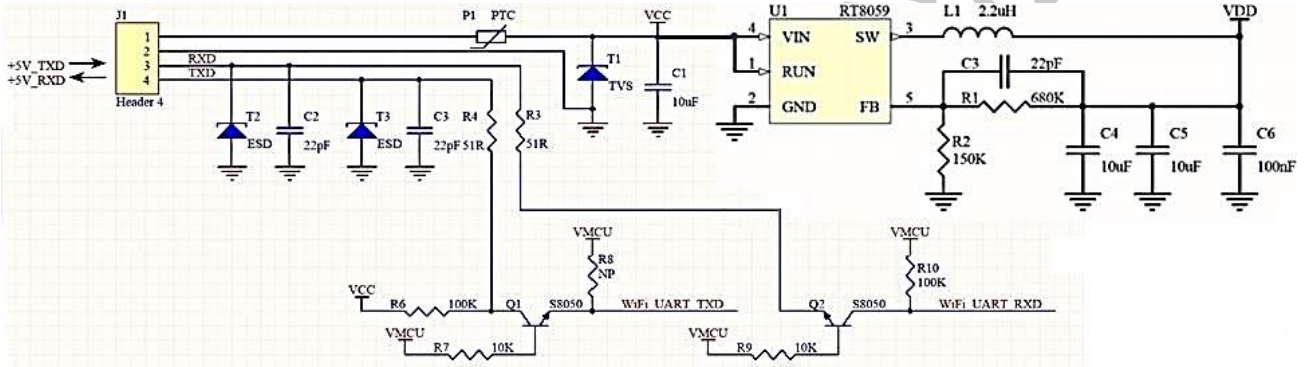 J1
1
2
3
4
Header 4
+5V_TXD
+5V_RXD
RXD
TXD
P1 PTC
T1
TVS
VCC
C1
10uF
T2
ESD
C2
22pF
T3
ESD
C3
22pF
R4
51R
R3
51R
U1 RT8059
4 VIN SW 3
1 RUN
2 GND FB 5
L1 2.2uH
VDD
C3 22pF
R1 680K
R2
150K
C4
10uF
C5
10uF
C6
100nF
VCC
R6 100K
VMCU
R7 10K
Q1 S8050
VMCU
R8
NP
WiFi_UART_TXD
VMCU
R9 10K
Q2 S8050
VMCU
R10
100K
WiFi_UART_RXD